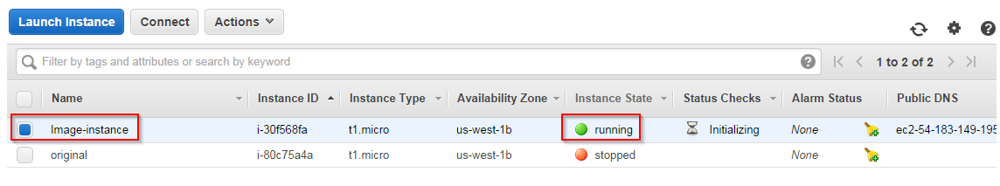 Launch Instance Connect Actions
Filter by tags and attributes or search by keyword 1 to 2 of 2
Name Instance ID Instance Type Availability Zone Instance State Status Checks Alarm Status Public DNS
Image-instance i-30f568fa t1.micro us-west-1b running Initializing None ec2-54-183-149-195
original i-80c75a4a t1.micro us-west-1b stopped None